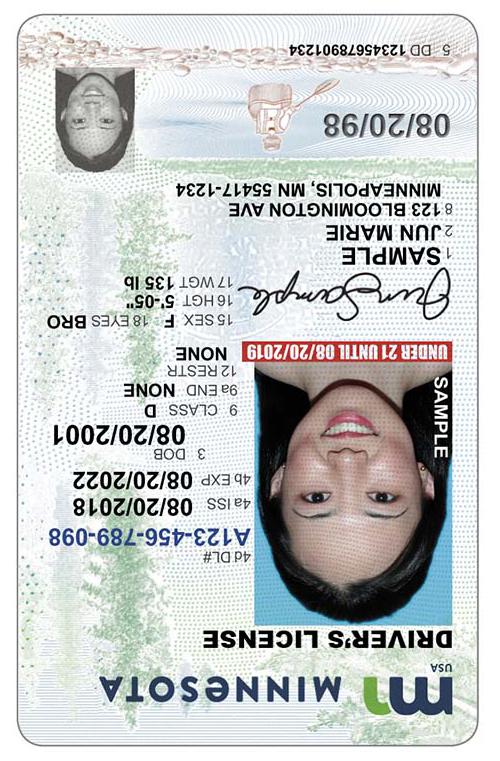 MINNESOTA
USA
DRIVER'S LICENSE
4d DL#
A123-456-789-098
4a ISS 08/20/2018
4b EXP 08/20/2022
3 DOB
08/20/2001
9 CLASS D
9a END NONE
12 RESTR
NONE
SAMPLE
UNDER 21 UNTIL 08/20/2019
Jun Sample
15 SEX F 18 EYES BRO
16 HGT 5'-05"
17 WGT 135 lb
1 SAMPLE
2 JUN MARIE
8 123 BLOOMINGTON AVE
MINNEAPOLIS, MN 55417-1234
08/20/98
5 DD 12345678901234